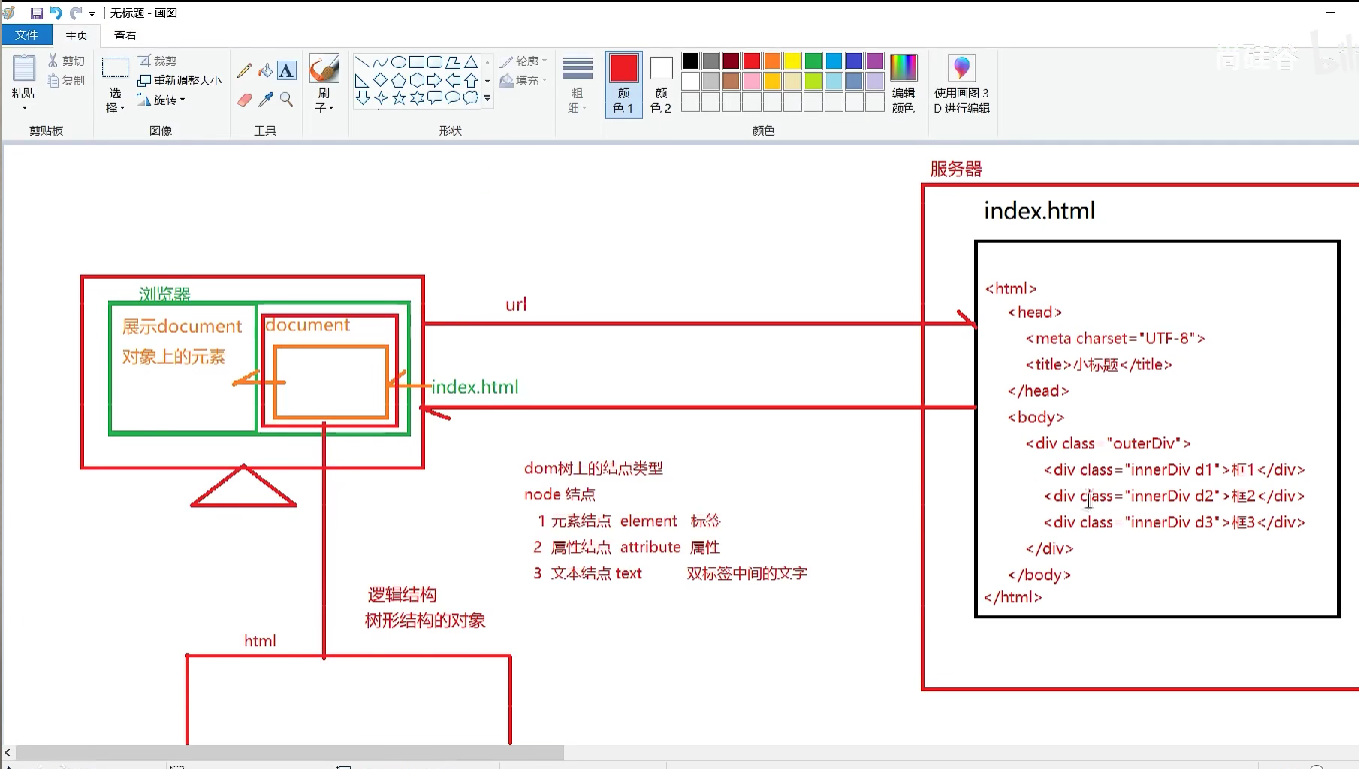 无标题 - 画图
文件 主页 查看
粘贴
剪切
复制
剪贴板
选择
裁剪
重新调整大小
旋转
图像
A
工具
刷子
形状
轮廓
填充
粗细
颜色 1
颜色 2
编辑颜色
颜色
使用画图 3D 进行编辑
尚硅谷 bili
服务器
index.html
<html>
<head>
<meta charset="UTF-8">
<title>小标题</title>
</head>
<body>
<div class="outerDiv">
<div class="innerDiv d1">框1</div>
<div class="innerDiv d2">框2</div>
<div class="innerDiv d3">框3</div>
</div>
</body>
</html>
浏览器
展示document
对象上的元素
document
url
index.html
dom树上的结点类型
node 结点
1 元素结点 element 标签
2 属性结点 attribute 属性
3 文本结点 text 双标签中间的文字
逻辑结构
树形结构的对象
html